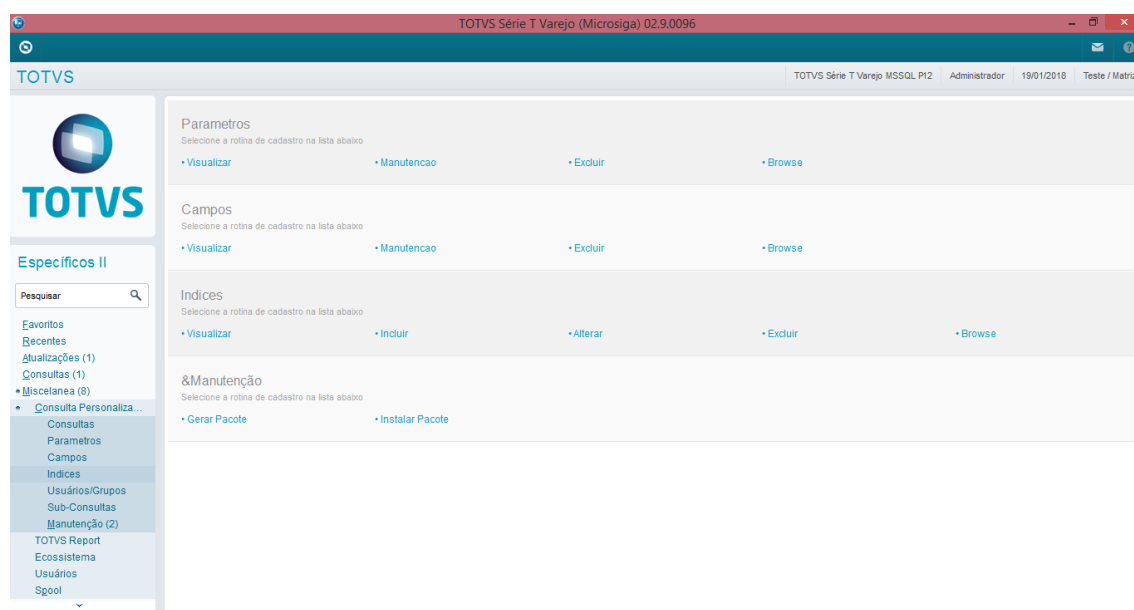 TOTVS Série T Varejo (Microsiga) 02.9.0096
TOTVS
TOTVS Série T Varejo MSSQL P12 Administrador 19/01/2018 Teste / Matriz
TOTVS
Específicos II
Pesquisar
Favoritos
Recentes
Atualizações (1)
Consultas (1)
Miscelanea (8)
Consulta Personaliza...
Consultas
Parametros
Campos
Indices
Usuários/Grupos
Sub-Consultas
Manutenção (2)
TOTVS Report
Ecossistema
Usuários
Spool
Parametros
Selecione a rotina de cadastro na lista abaixo
• Visualizar • Manutencao • Excluir • Browse
Campos
Selecione a rotina de cadastro na lista abaixo
• Visualizar • Manutencao • Excluir • Browse
Indices
Selecione a rotina de cadastro na lista abaixo
• Visualizar • Incluir • Alterar • Excluir • Browse
&Manutenção
Selecione a rotina de cadastro na lista abaixo
• Gerar Pacote • Instalar Pacote